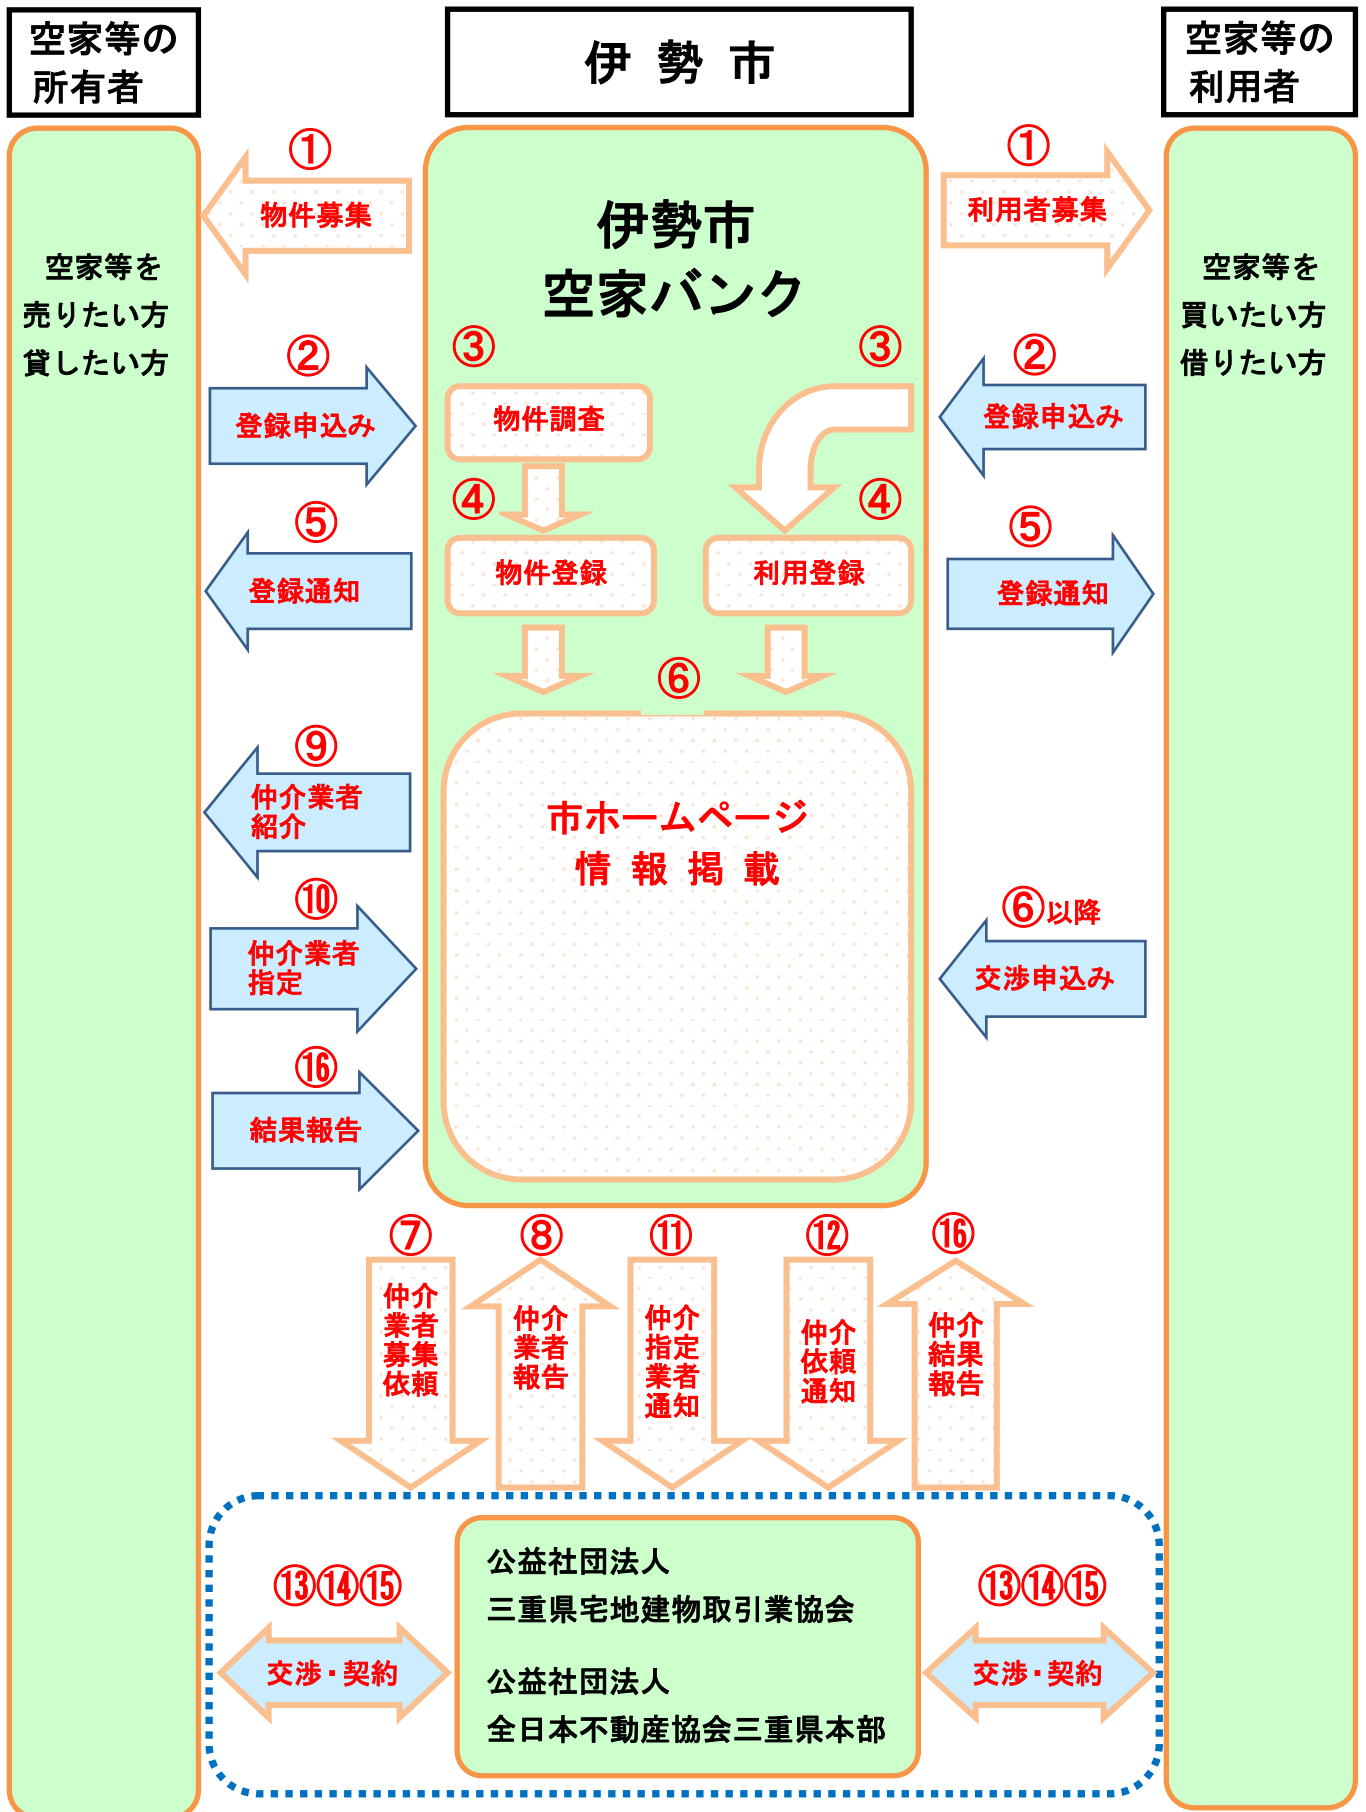 空家等の
所有者
伊 勢 市
空家等の
利用者
空家等を
売りたい方
貸したい方
①
物件募集
②
登録申込み
⑤
登録通知
⑨
仲介業者
紹介
⑩
仲介業者
指定
⑯
結果報告
伊勢市
空家バンク
③
物件調査
③
④
物件登録
④
利用登録
⑥
市ホームページ
情 報 掲 載
①
利用者募集
②
登録申込み
⑤
登録通知
⑥以降
交渉申込み
空家等を
買いたい方
借りたい方
⑦
仲介
業者
募集
依頼
⑧
仲介
業者
報告
⑪
仲介
指定
業者
通知
⑫
仲介
依頼
通知
⑯
仲介
結果
報告
⑬⑭⑮
交渉・契約
公益社団法人
三重県宅地建物取引業協会
公益社団法人
全日本不動産協会三重県本部
⑬⑭⑮
交渉・契約